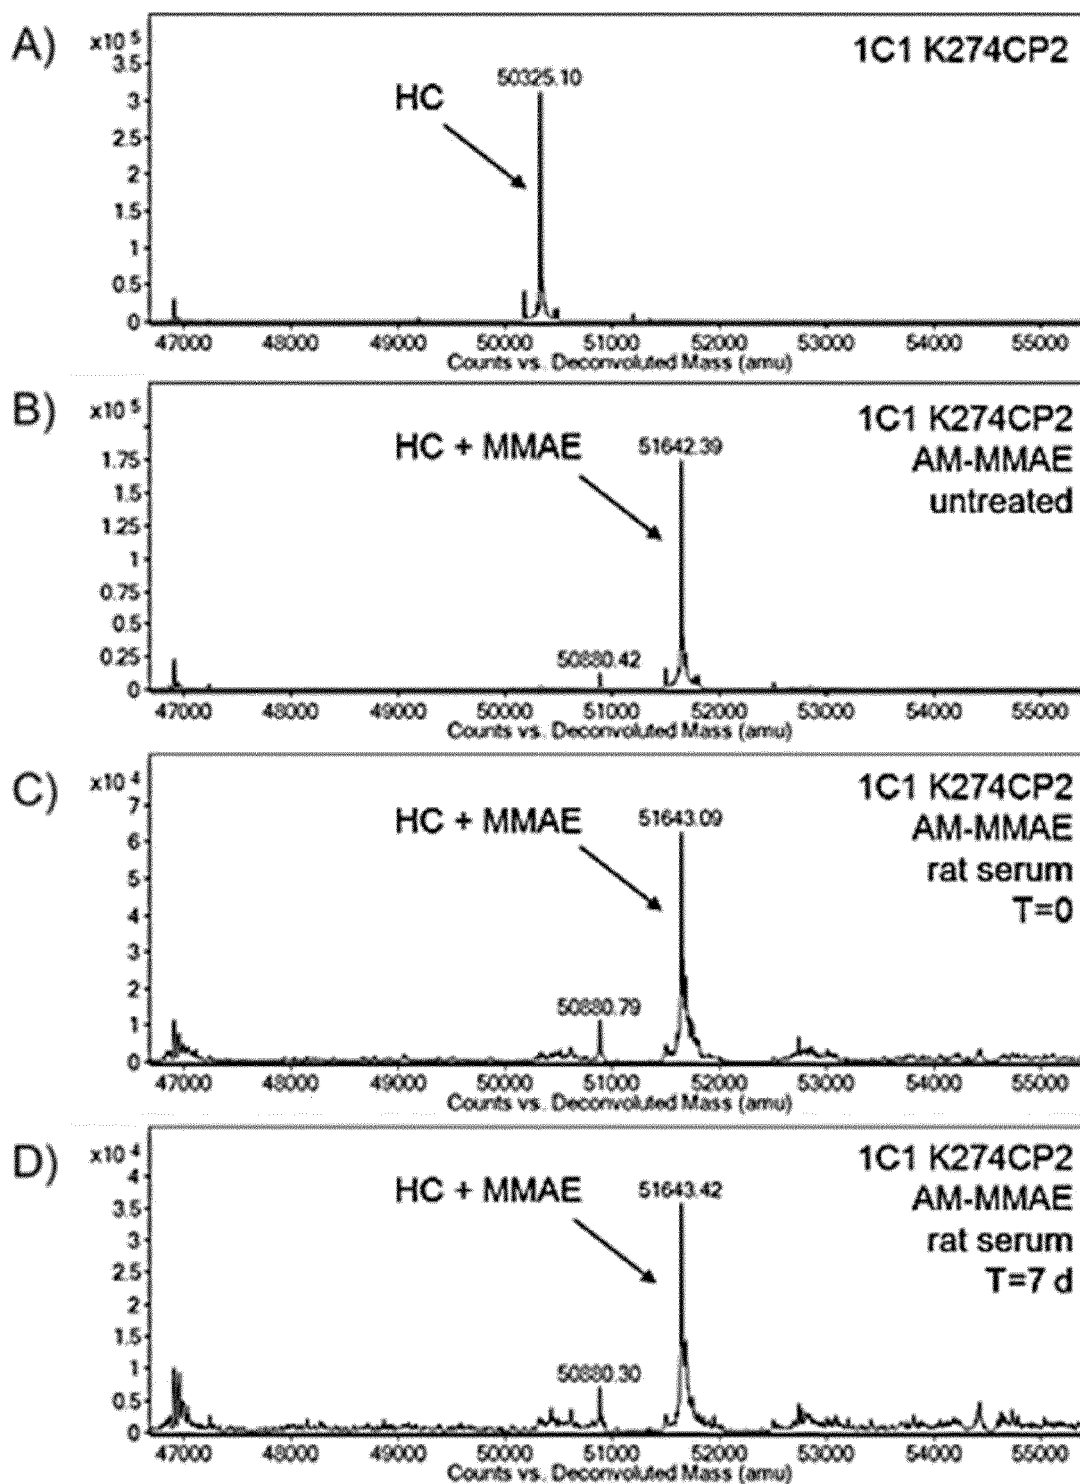 A)
x10 5
1C1 K274CP2
3.5
50325.10
HC
3
2.5
2
1.5
1
0.5
0
47000 48000 49000 50000 51000 52000 53000 54000 55000
Counts vs. Deconvoluted Mass (amu)
B)
x10 5
1C1 K274CP2
AM-MMAE
untreated
HC + MMAE
51642.39
1.75
1.5
1.25
1
0.75
0.5
50880.42
0.25
0
47000 48000 49000 50000 51000 52000 53000 54000 55000
Counts vs. Deconvoluted Mass (amu)
C)
x10 4
1C1 K274CP2
AM-MMAE
rat serum
T=0
7
HC + MMAE
51643.09
6
5
4
3
2
50880.79
1
0
47000 48000 49000 50000 51000 52000 53000 54000 55000
Counts vs. Deconvoluted Mass (amu)
D)
x10 4
1C1 K274CP2
AM-MMAE
rat serum
T=7 d
4
HC + MMAE
51643.42
3.5
3
2.5
2
1.5
50880.30
1
0.5
0
47000 48000 49000 50000 51000 52000 53000 54000 55000
Counts vs. Deconvoluted Mass (amu)